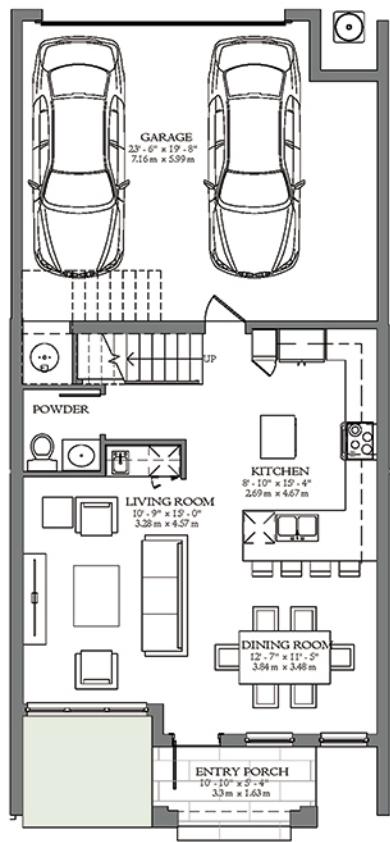 GARAGE
23' - 6" x 19' - 8"
7.16 m x 5.99 m
UP
POWDER
KITCHEN
8' - 10" x 15' - 4"
2.69 m x 4.67 m
LIVING ROOM
10' - 9" x 15' - 0"
3.28 m x 4.57 m
DINING ROOM
12' - 7" x 11' - 5"
3.84 m x 3.48 m
ENTRY PORCH
10' - 10" x 5' - 4"
3.3 m x 1.63 m